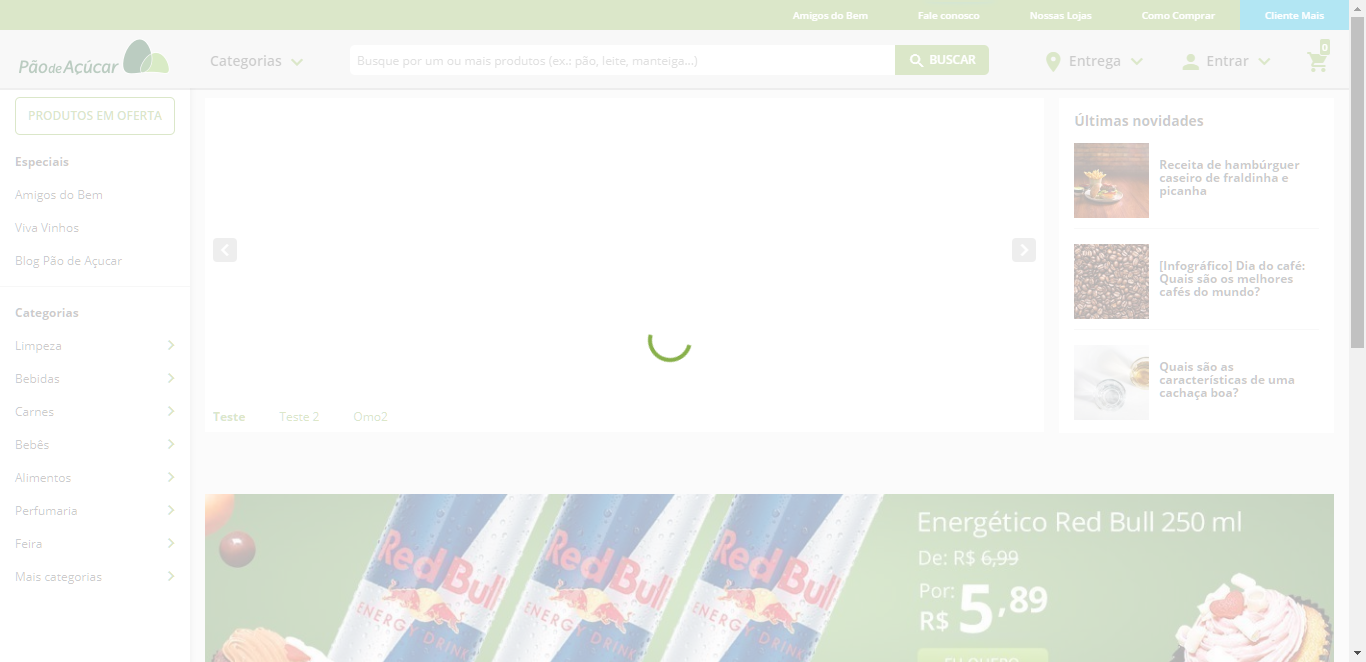 Amigos do Bem
Fale conosco
Nossas Lojas
Como Comprar
Cliente Mais
Pão de Açúcar
Categorias
Busque por um ou mais produtos (ex.: pão, leite, manteiga...)
BUSCAR
Entrega
Entrar
0
PRODUTOS EM OFERTA
Especiais
Amigos do Bem
Viva Vinhos
Blog Pão de Açucar
Categorias
Limpeza
Bebidas
Carnes
Bebês
Alimentos
Perfumaria
Feira
Mais categorias
Teste
Teste 2
Omo2
Últimas novidades
Receita de hambúrguer
caseiro de fraldinha e
picanha
[Infográfico] Dia do café:
Quais são os melhores
cafés do mundo?
Quais são as
características de uma
cachaça boa?
Red Bull
ENERGY DRINK
Red Bull
ENERGY DRINK
Red Bull
ENERGY DRINK
Energético Red Bull 250 ml
De: R$ 6,99
Por:
R$ 5,89
EU QUERO